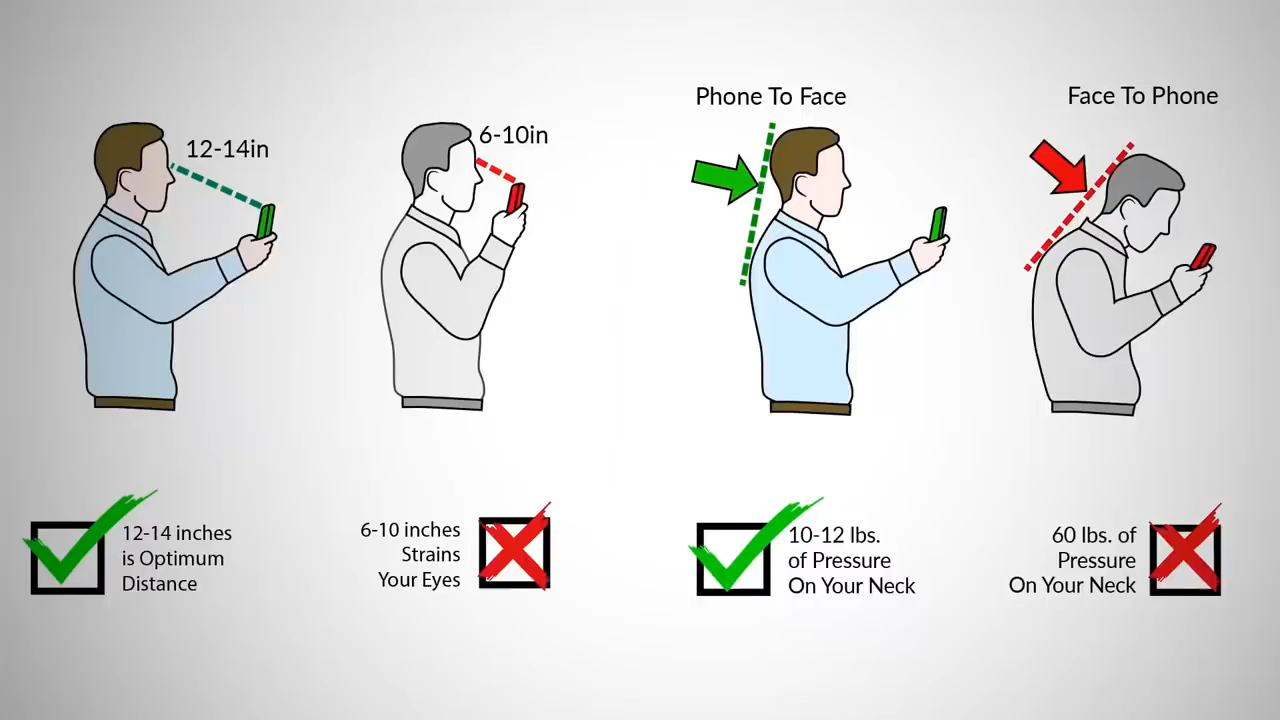 Phone To Face
Face To Phone
12-14in
6-10in
12-14 inches
is Optimum
Distance
6-10 inches
Strains
Your Eyes
10-12 lbs.
of Pressure
On Your Neck
60 lbs. of
Pressure
On Your Neck